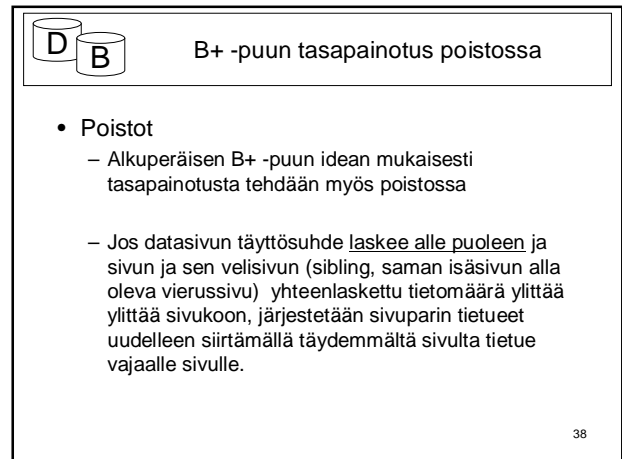 D
B
B+ -puun tasapainotus poistossa
• Poistot
– Alkuperäisen B+ -puun idean mukaisesti
tasapainotusta tehdään myös poistossa
– Jos datasivun täyttösuhde laskee alle puoleen ja
sivun ja sen velisivun (sibling, saman isäsivun alla
oleva vierussivu) yhteenlaskettu tietomäärä ylittää
ylittää sivukoon, järjestetään sivuparin tietueet
uudelleen siirtämällä täydemmältä sivulta tietue
vajaalle sivulle.
38